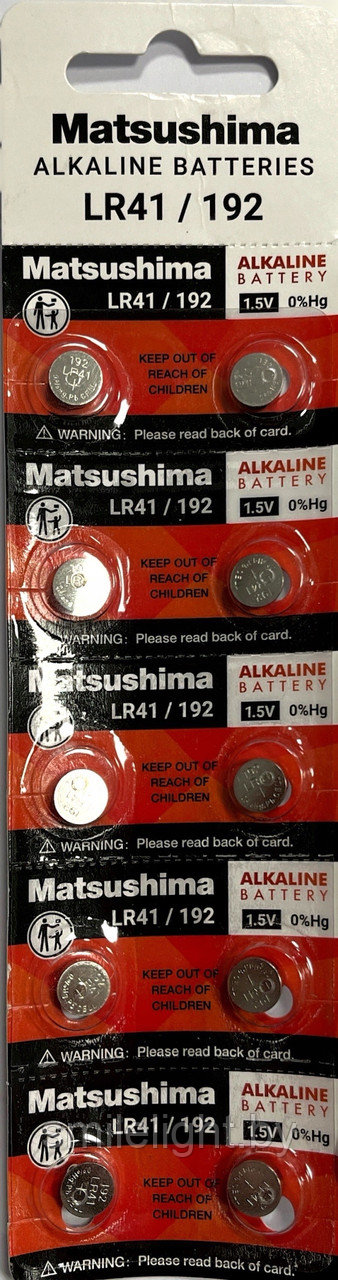 Matsushima
ALKALINE BATTERIES
LR41 / 192
Matsushima
LR41 / 192
ALKALINE
BATTERY
1.5V 0%Hg
192
LR41
KEEP OUT OF
REACH OF
CHILDREN
⚠ WARNING: Please read back of card.
Matsushima
LR41 / 192
ALKALINE
BATTERY
1.5V 0%Hg
KEEP OUT OF
REACH OF
CHILDREN
⚠ WARNING: Please read back of card.
Matsushima
LR41 / 192
ALKALINE
BATTERY
1.5V 0%Hg
KEEP OUT OF
REACH OF
CHILDREN
⚠ WARNING: Please read back of card.
Matsushima
LR41 / 192
ALKALINE
BATTERY
1.5V 0%Hg
KEEP OUT OF
REACH OF
CHILDREN
⚠ WARNING: Please read back of card.
Matsushima
LR41 / 192
ALKALINE
BATTERY
1.5V 0%Hg
smilelight.by
192
LR41
KEEP OUT OF
REACH OF
CHILDREN
⚠ WARNING: Please read back of card.